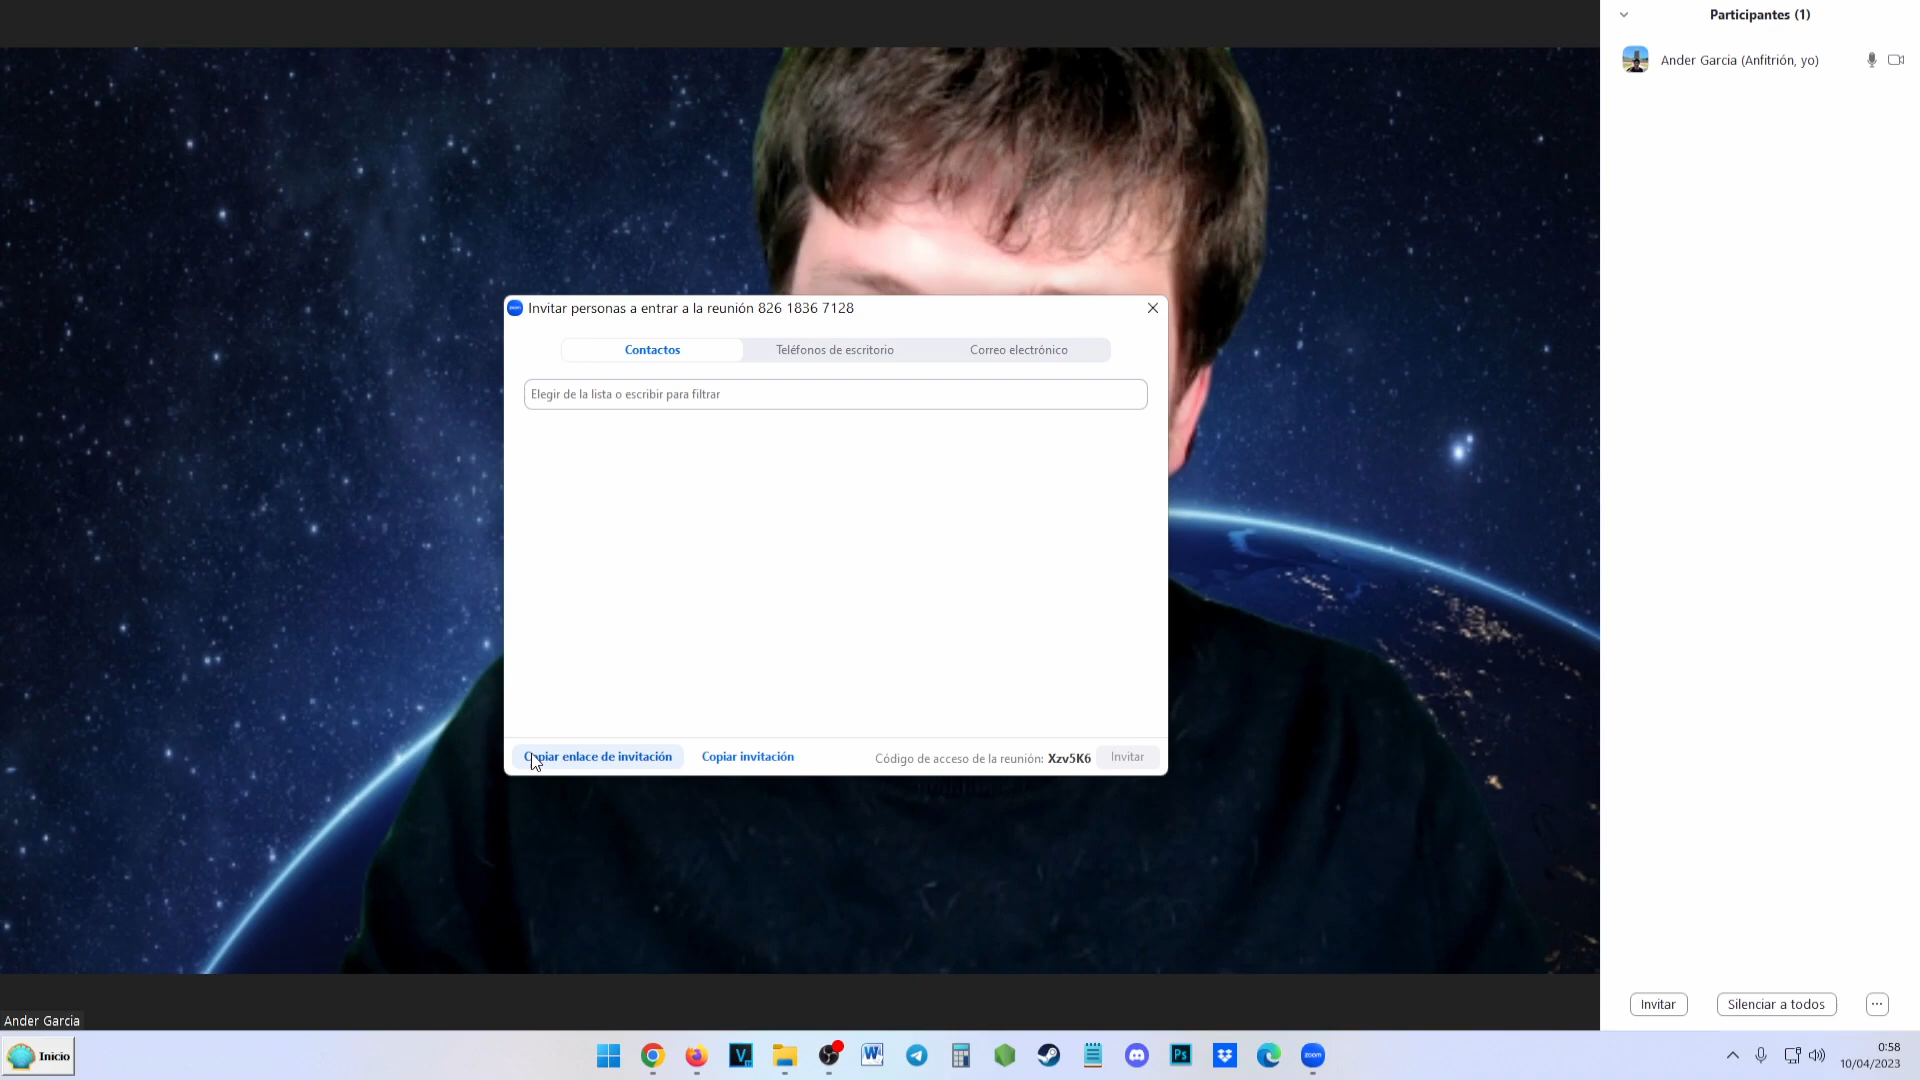 Participantes (1)
Ander Garcia (Anfitrión, yo)
Invitar personas a entrar a la reunión 826 1836 7128
Contactos
Teléfonos de escritorio
Correo electrónico
Elegir de la lista o escribir para filtrar
Copiar enlace de invitación
Copiar invitación
Código de acceso de la reunión: Xzv5K6
Invitar
Invitar
Silenciar a todos
Ander Garcia
Inicio
zoom
Ps
W
V
0:58
10/04/2023